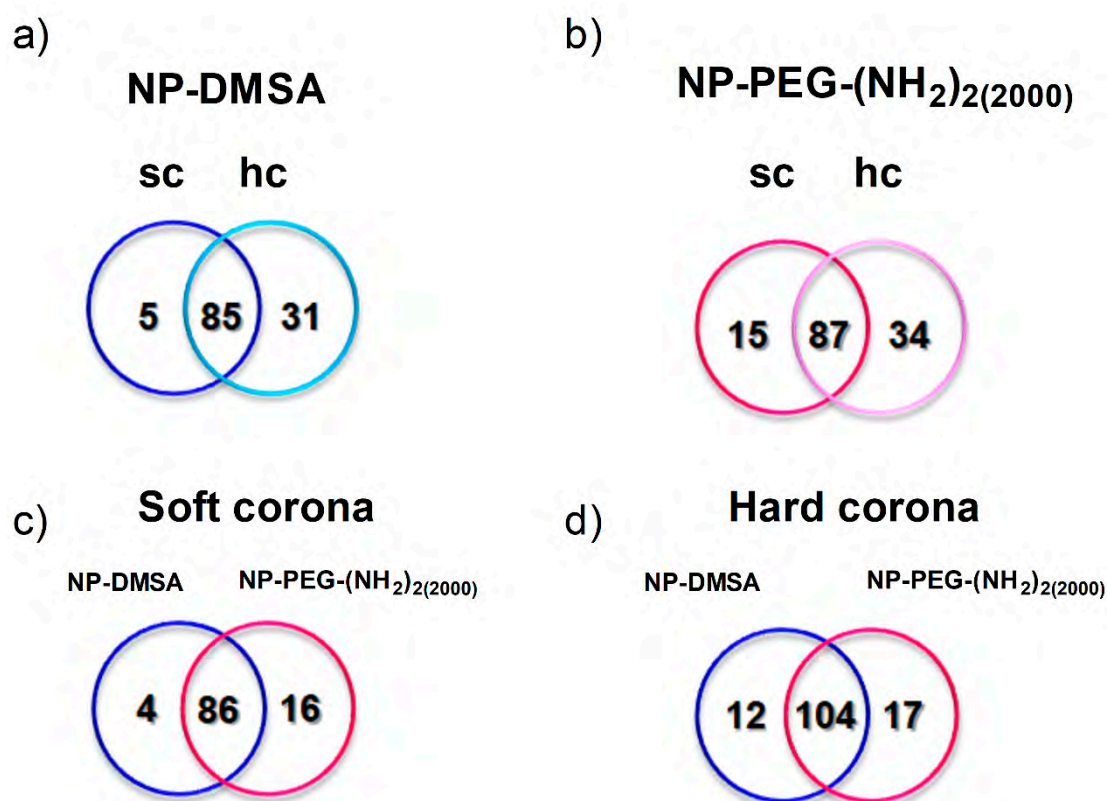 a)
NP-DMSA
sc hc
5 85 31
b)
NP-PEG-(NH2)2(2000)
sc hc
15 87 34
c)
Soft corona
NP-DMSA NP-PEG-(NH2)2(2000)
4 86 16
d)
Hard corona
NP-DMSA NP-PEG-(NH2)2(2000)
12 104 17